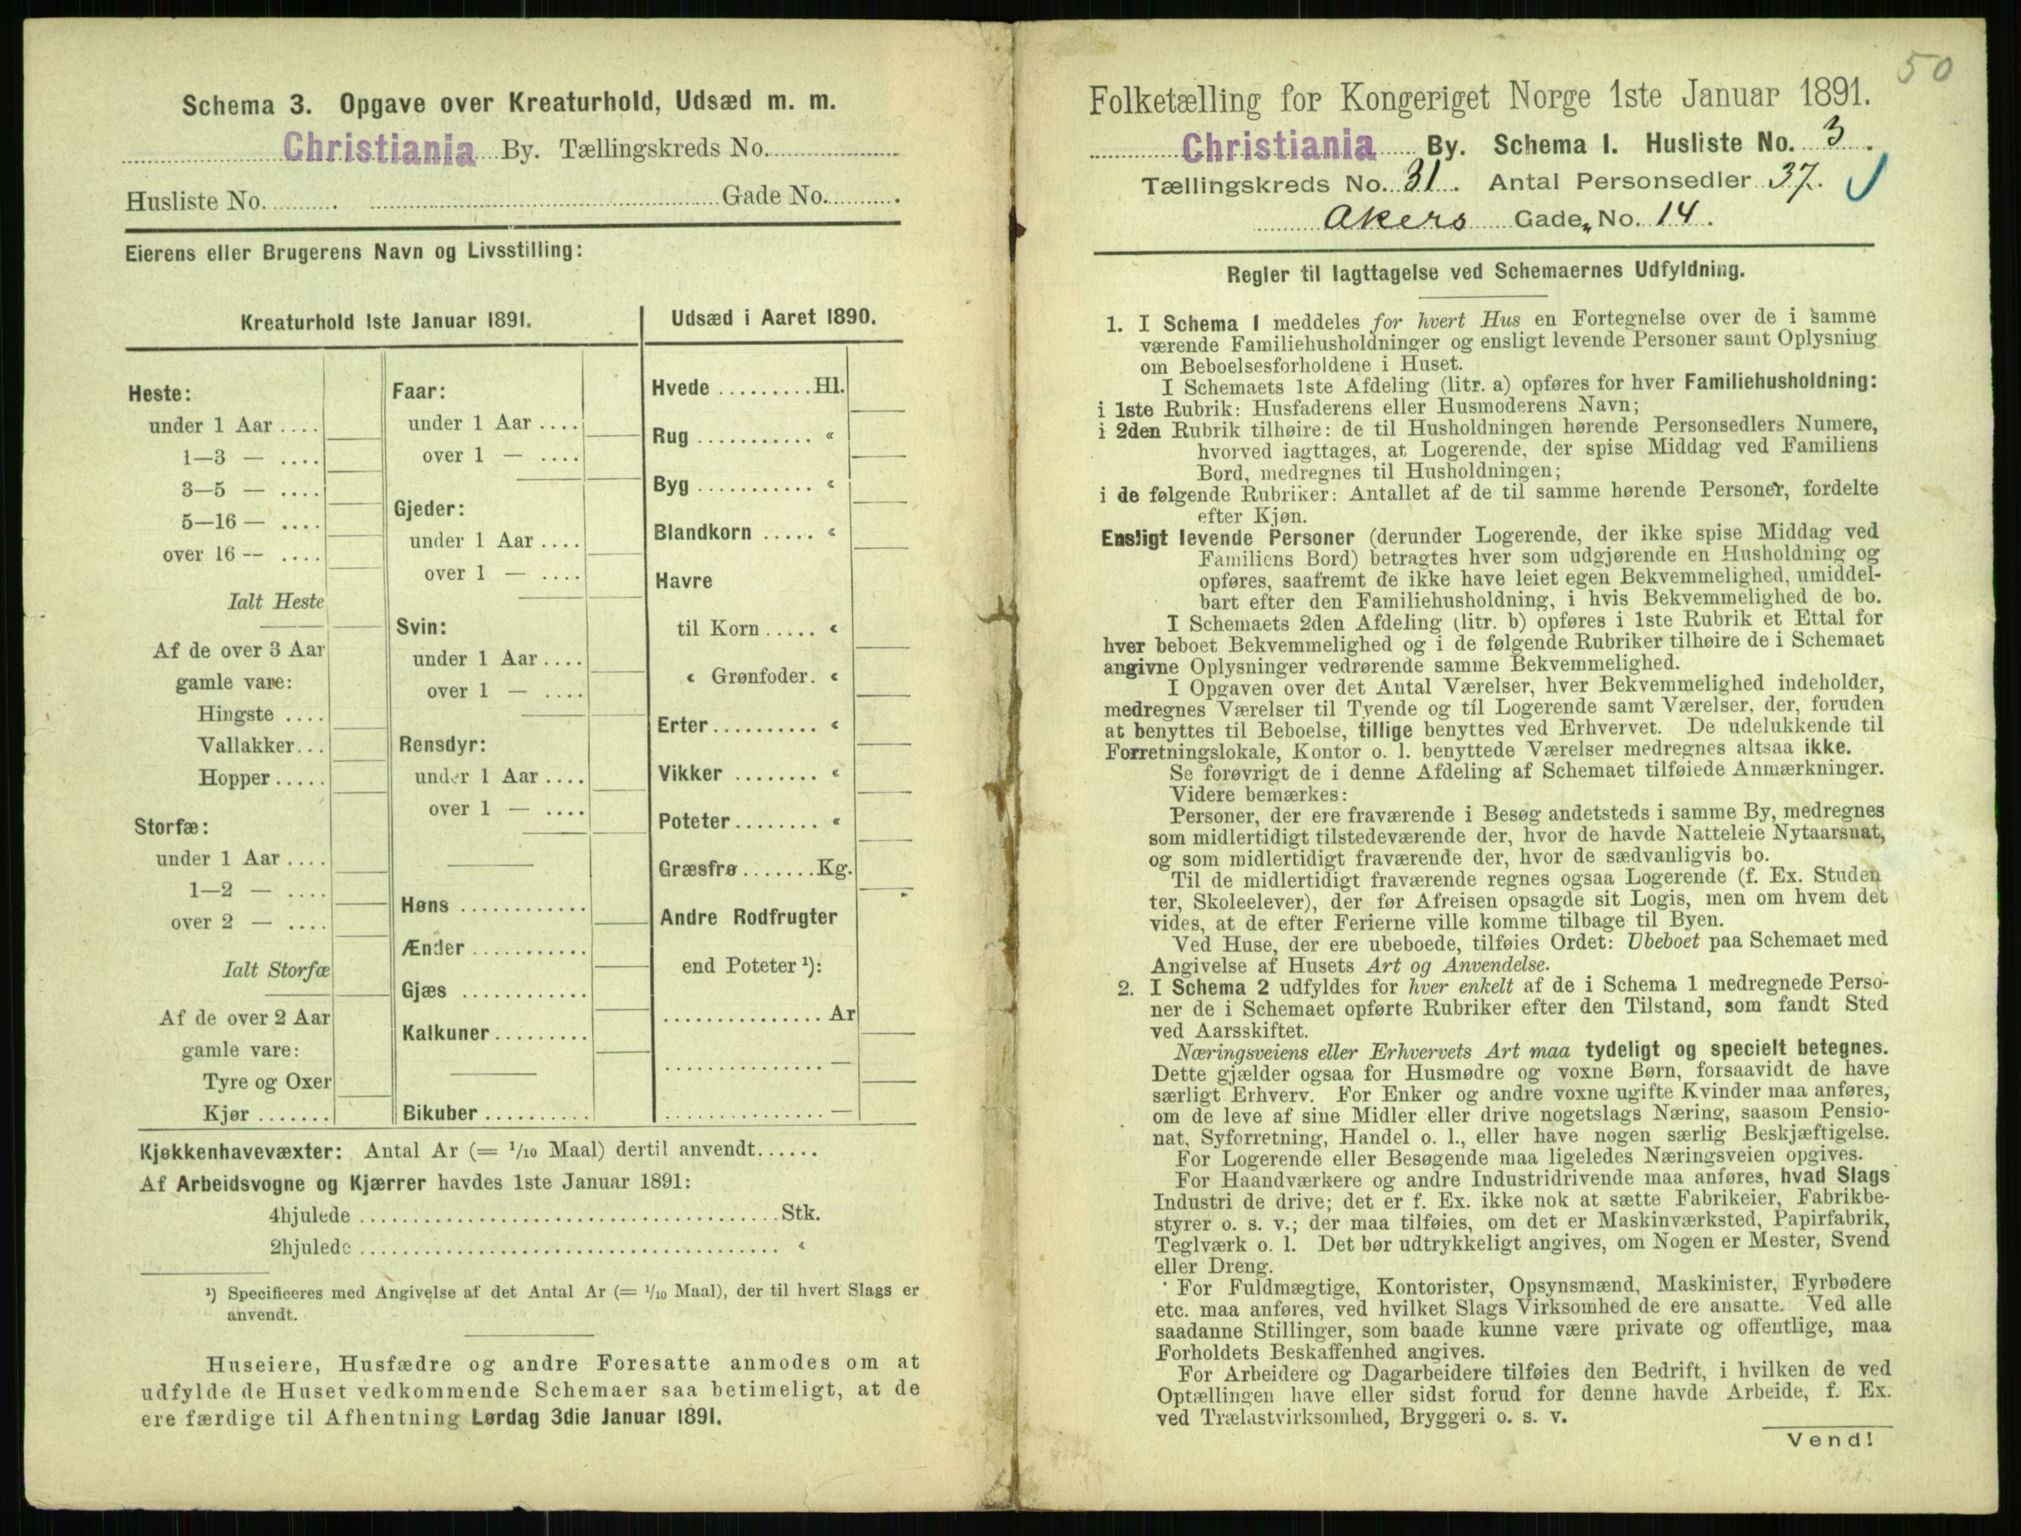 Schema 3. Opgave over Kreaturhold, Udsæd m. m.
Christiania By. Tællingskreds No.
Husliste No. Gade No.
Eierens eller Brugerens Navn og Livsstilling:
Kreaturhold 1ste Januar 1891.
Heste:
under 1 Aar ....
1—3 — ....
3—5 — ....
5—16 — ....
over 16 — ....
Ialt Heste
Af de over 3 Aar
gamle vare:
Hingste ....
Vallakker...
Hopper .....
Storfæ:
under 1 Aar ....
1—2 — ....
over 2 — ....
Ialt Storfæ
Af de over 2 Aar
gamle vare:
Tyre og Oxer
Kjør .......
Faar:
under 1 Aar ....
over 1 — ....
Gjeder:
under 1 Aar ....
over 1 — ....
Svin:
under 1 Aar ....
over 1 — ....
Rensdyr:
under 1 Aar ....
over 1 — ....
Høns ............
Ænder ...........
Gjæs ............
Kalkuner.........
Bikuber ..........
Udsæd i Aaret 1890.
Hvede .........Hl.
Rug ........... «
Byg ........... «
Blandkorn ..... «
Havre
til Korn ..... «
« Grønfoder. «
Erter .......... «
Vikker ........ «
Poteter ........ «
Græsfrø .......Kg.
Andre Rodfrugter
end Poteter ¹):
............... Ar
............... —
............... —
Kjøkkenhavevæxter: Antal Ar (= 1/10 Maal) dertil anvendt......
Af Arbeidsvogne og Kjærrer havdes 1ste Januar 1891:
4hjulede ........................................Stk.
2hjulede ........................................ «
¹) Specificeres med Angivelse af det Antal Ar (= 1/10 Maal), der til hvert Slags er
anvendt.
Huseiere, Husfædre og andre Foresatte anmodes om at
udfylde de Huset vedkommende Schemaer saa betimeligt, at de
ere færdige til Afhentning Lørdag 3die Januar 1891.
50
Folketælling for Kongeriget Norge 1ste Januar 1891.
Christiania By. Schema I. Husliste No. 3.
Tællingskreds No. 31. Antal Personsedler 37.
Akers Gade„ No. 14.
Regler til Iagttagelse ved Schemaernes Udfyldning.
1. I Schema 1 meddeles for hvert Hus en Fortegnelse over de i samme
værende Familiehusholdninger og ensligt levende Personer samt Oplysning
om Beboelsesforholdene i Huset.
I Schemaets 1ste Afdeling (litr. a) opføres for hver Familiehusholdning:
i 1ste Rubrik: Husfaderens eller Husmoderens Navn;
i 2den Rubrik tilhøire: de til Husholdningen hørende Personsedlers Numere,
hvorved iagttages, at Logerende, der spise Middag ved Familiens
Bord, medregnes til Husholdningen;
i de følgende Rubriker: Antallet af de til samme hørende Personer, fordelte
efter Kjøn.
Ensligt levende Personer (derunder Logerende, der ikke spise Middag ved
Familiens Bord) betragtes hver som udgjørende en Husholdning og
opføres, saafremt de ikke have leiet egen Bekvemmelighed, umiddel-
bart efter den Familiehusholdning, i hvis Bekvemmelighed de bo.
I Schemaets 2den Afdeling (litr. b) opføres i 1ste Rubrik et Ettal for
hver beboet Bekvemmelighed og i de følgende Rubriker tilhøire de i Schemaet
angivne Oplysninger vedrørende samme Bekvemmelighed.
I Opgaven over det Antal Værelser, hver Bekvemmelighed indeholder,
medregnes Værelser til Tyende og til Logerende samt Værelser, der, foruden
at benyttes til Beboelse, tillige benyttes ved Erhvervet. De udelukkende til
Forretningslokale, Kontor o. l. benyttede Værelser medregnes altsaa ikke.
Se forøvrigt de i denne Afdeling af Schemaet tilføiede Anmærkninger.
Videre bemærkes:
Personer, der ere fraværende i Besøg andetsteds i samme By, medregnes
som midlertidigt tilstedeværende der, hvor de havde Natteleie Nytaarsnat,
og som midlertidigt fraværende der, hvor de sædvanligvis bo.
Til de midlertidigt fraværende regnes ogsaa Logerende (f. Ex. Studen
ter, Skoleelever), der før Afreisen opsagde sit Logis, men om hvem det
vides, at de efter Ferierne ville komme tilbage til Byen.
Ved Huse, der ere ubeboede, tilføies Ordet: Ubeboet paa Schemaet med
Angivelse af Husets Art og Anvendelse.
2. I Schema 2 udfyldes for hver enkelt af de i Schema 1 medregnede Perso-
ner de i Schemaet opførte Rubriker efter den Tilstand, som fandt Sted
ved Aarsskiftet.
Næringsveiens eller Erhvervets Art maa tydeligt og specielt betegnes.
Dette gjælder ogsaa for Husmødre og voxne Børn, forsaavidt de have
særligt Erhverv. For Enker og andre voxne ugifte Kvinder maa anføres,
om de leve af sine Midler eller drive nogetslags Næring, saasom Pensio-
nat, Syforretning, Handel o. l., eller have nogen særlig Beskjæftigelse.
For Logerende eller Besøgende maa ligeledes Næringsveien opgives.
For Haandværkere og andre Industridrivende maa anføres, hvad Slags
Industri de drive; det er f. Ex. ikke nok at sætte Fabrikeier, Fabrikbe-
styrer o. s. v.; der maa tilføies, om det er Maskinværksted, Papirfabrik,
Teglværk o. l. Det bør udtrykkeligt angives, om Nogen er Mester, Svend
eller Dreng.
For Fuldmægtige, Kontorister, Opsynsmænd, Maskinister, Fyrbødere
etc. maa anføres, ved hvilket Slags Virksomhed de ere ansatte. Ved alle
saadanne Stillinger, som baade kunne være private og offentlige, maa
Forholdets Beskaffenhed angives.
For Arbeidere og Dagarbeidere tilføies den Bedrift, i hvilken de ved
Optællingen have eller sidst forud for denne havde Arbeide, f. Ex.
ved Trælastvirksomhed, Bryggeri o. s. v.
Vend!